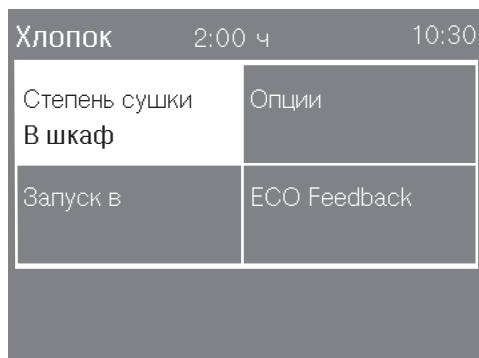 Хлопок 2:00 ч 10:30
Степень сушки Опции
В шкаф
Запуск в ECO Feedback